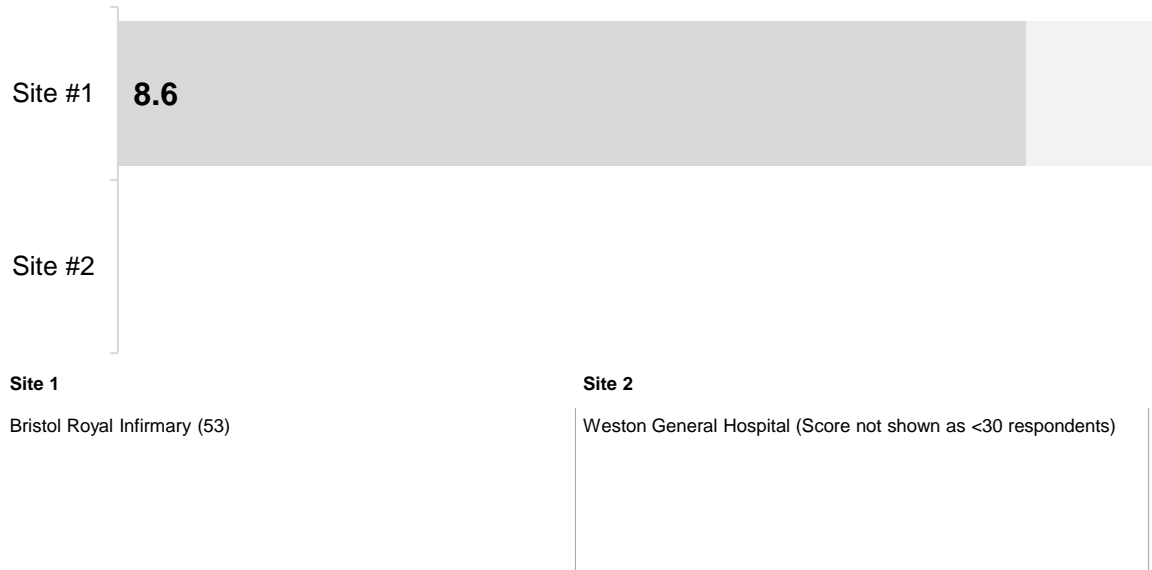 Site #1
8.6
Site #2
Site 1
Site 2
Bristol Royal Infirmary (53)
Weston General Hospital (Score not shown as <30 respondents)